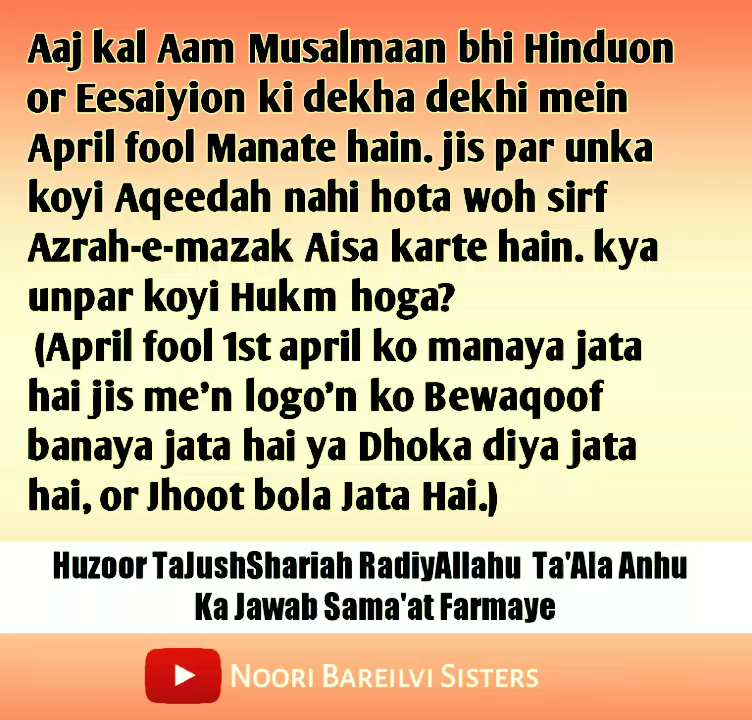 Aaj kal Aam Musalmaan bhi Hinduon
or Eesaiyion ki dekha dekhi mein
April fool Manate hain. jis par unka
koyi Aqeedah nahi hota woh sirf
Azrah-e-mazak Aisa karte hain. kya
unpar koyi Hukm hoga?
(April fool 1st april ko manaya jata
hai jis me’n logo’n ko Bewaqoof
banaya jata hai ya Dhoka diya jata
hai, or Jhoot bola Jata Hai.)
Huzoor TaJushShariah RadiyAllahu Ta'Ala Anhu
Ka Jawab Sama'at Farmaye
Noori Bareilvi Sisters